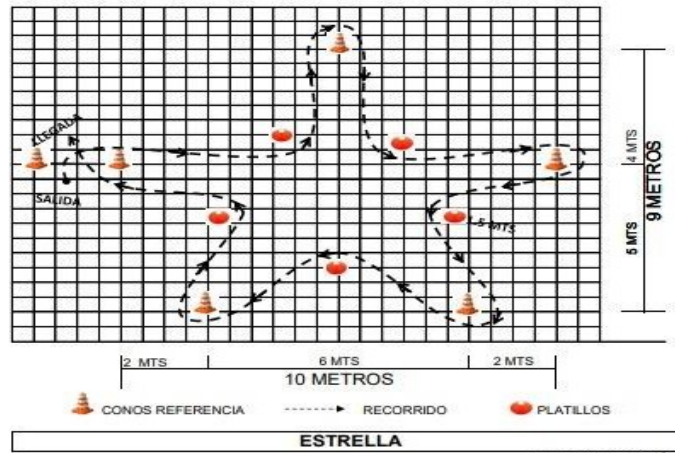 LLEGADA
SALIDA
1.5 MTS
4 MTS
9 METROS
5 MTS
2 MTS
6 MTS
2 MTS
10 METROS
CONOS REFERENCIA
RECORRIDO
PLATILLOS
ESTRELLA